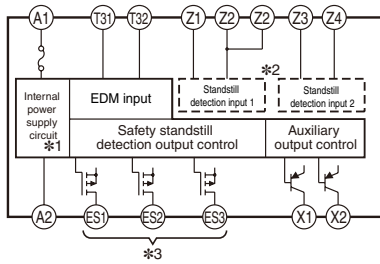 A1 T31 T32 Z1 Z2 Z2 Z3 Z4
*2
Internal
power
supply
circuit
*1
EDM input
Standstill
detection input 1
Standstill
detection input 2
Safety standstill
detection output control
Auxiliary
output control
A2 ES1 ES2 ES3 X1 X2
*3